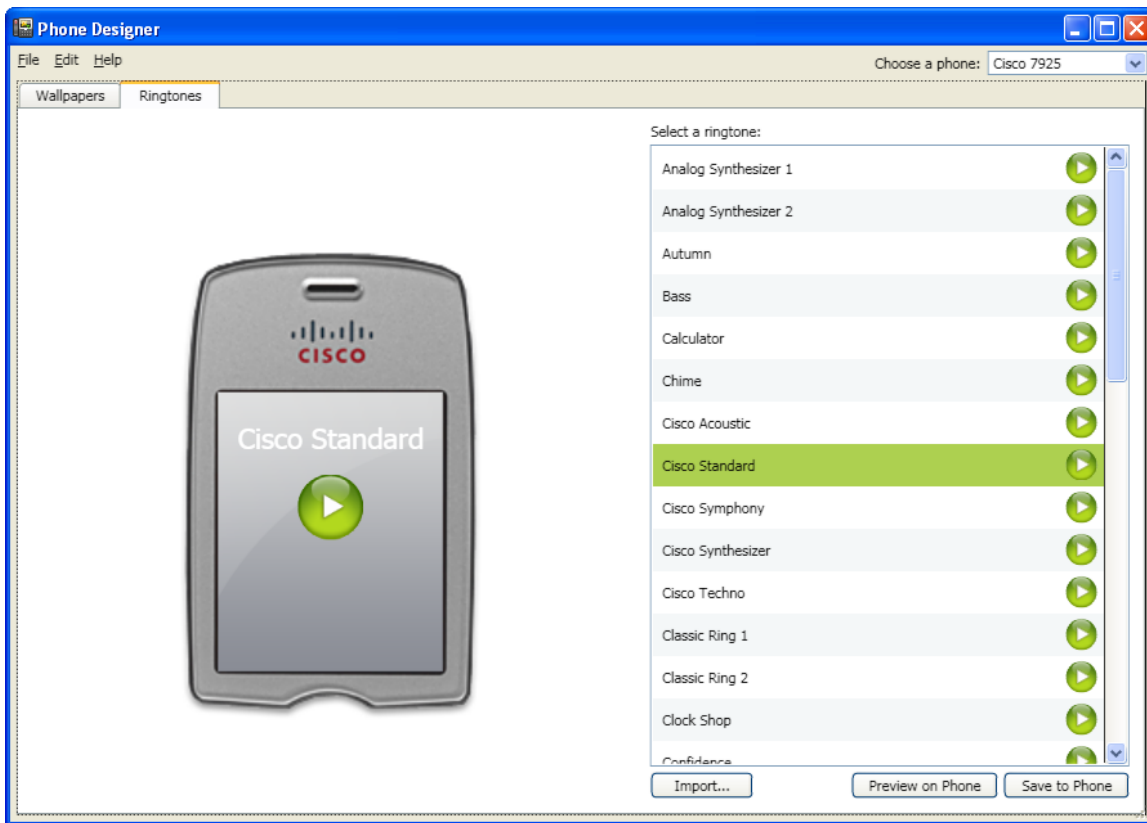 Phone Designer
File Edit Help
Choose a phone: Cisco 7925
Wallpapers Ringtones
Select a ringtone:
Analog Synthesizer 1
Analog Synthesizer 2
Autumn
Bass
Calculator
Chime
Cisco Acoustic
Cisco Standard
Cisco Symphony
Cisco Synthesizer
Cisco Techno
Classic Ring 1
Classic Ring 2
Clock Shop
Confidence
CISCO
Cisco Standard
Import... Preview on Phone Save to Phone